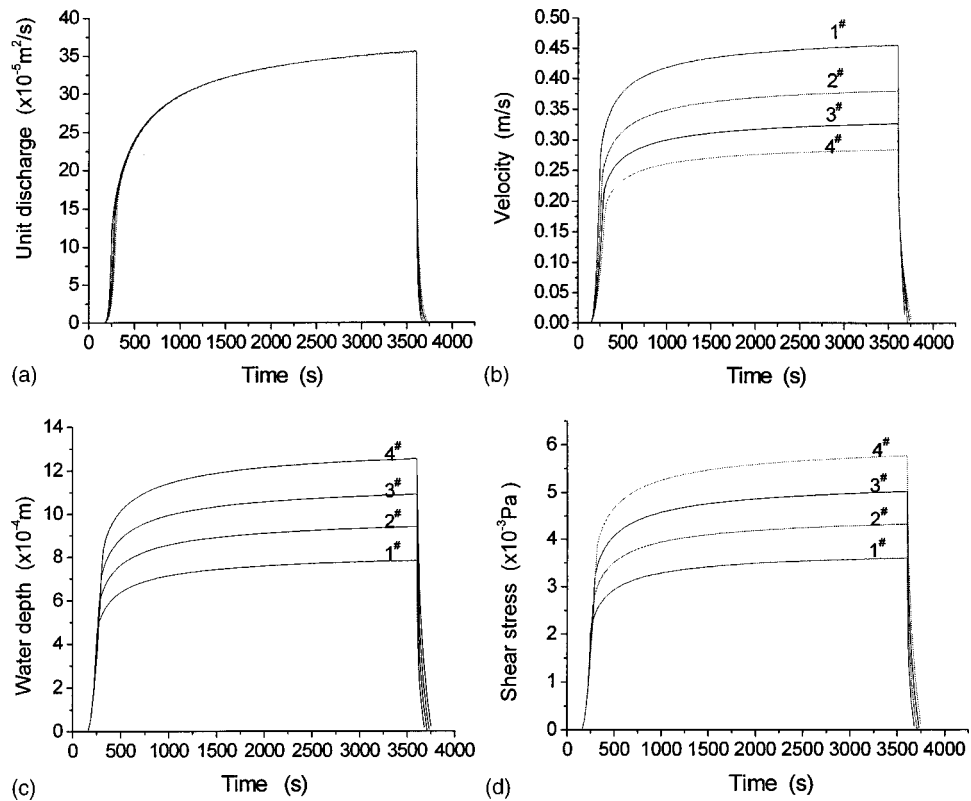 40
35
30
25
20
15
10
5
0
Unit discharge (x10⁻⁵m²/s)
0 500 1000 1500 2000 2500 3000 3500 4000
(a)
Time (s)
0.50
0.45
0.40
0.35
0.30
0.25
0.20
0.15
0.10
0.05
0.00
Velocity (m/s)
1#
2#
3#
4#
0 500 1000 1500 2000 2500 3000 3500 4000
(b)
Time (s)
14
12
10
8
6
4
2
0
Water depth (x10⁻⁴m)
4#
3#
2#
1#
0 500 1000 1500 2000 2500 3000 3500 4000
(c)
Time (s)
6
5
4
3
2
1
0
Shear stress (x10⁻³Pa)
4#
3#
2#
1#
0 500 1000 1500 2000 2500 3000 3500 4000
(d)
Time (s)